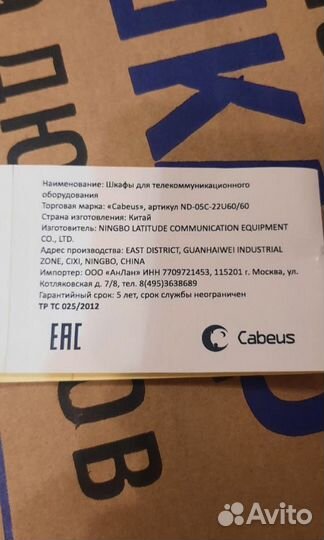 Наименование: Шкафы для телекоммуникационного
оборудования
Торговая марка: «Cabeus», артикул ND-05C-22U60/60
Страна изготовления: Китай
Изготовитель: NINGBO LATITUDE COMMUNICATION EQUIPMENT
CO., LTD.
Адрес производства: EAST DISTRICT, GUANHAIWEI INDUSTRIAL
ZONE, CIXI, NINGBO, CHINA
Импортер: ООО «АнЛан» ИНН 7709721453, 115201 г. Москва, ул.
Котляковская д. 7/8, тел. 8(495)3638689
Гарантийный срок: 5 лет, срок службы неограничен
ТР ТС 025/2012
EAC
Cabeus
Avito